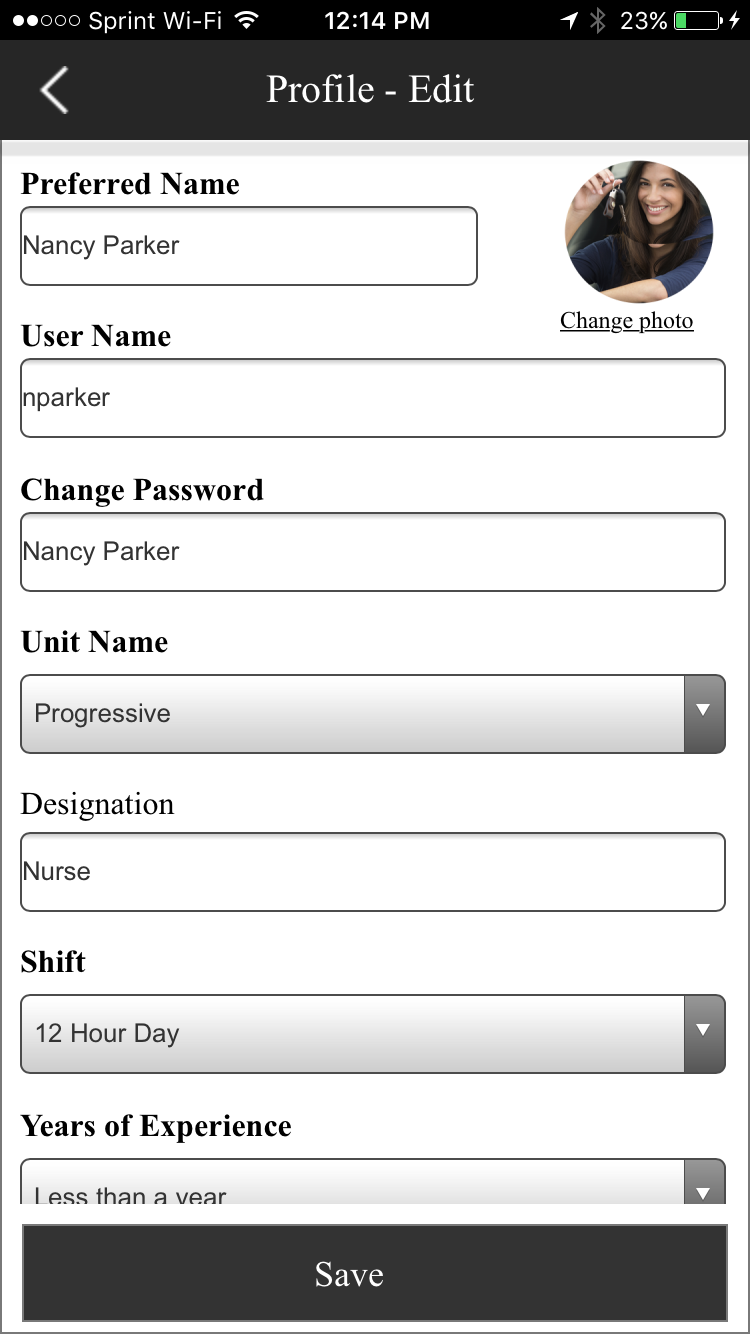 Sprint Wi-Fi 12:14 PM 23%
Profile - Edit
Preferred Name
Nancy Parker
Change photo
User Name
nparker
Change Password
Nancy Parker
Unit Name
Progressive
Designation
Nurse
Shift
12 Hour Day
Years of Experience
Less than a year
Save